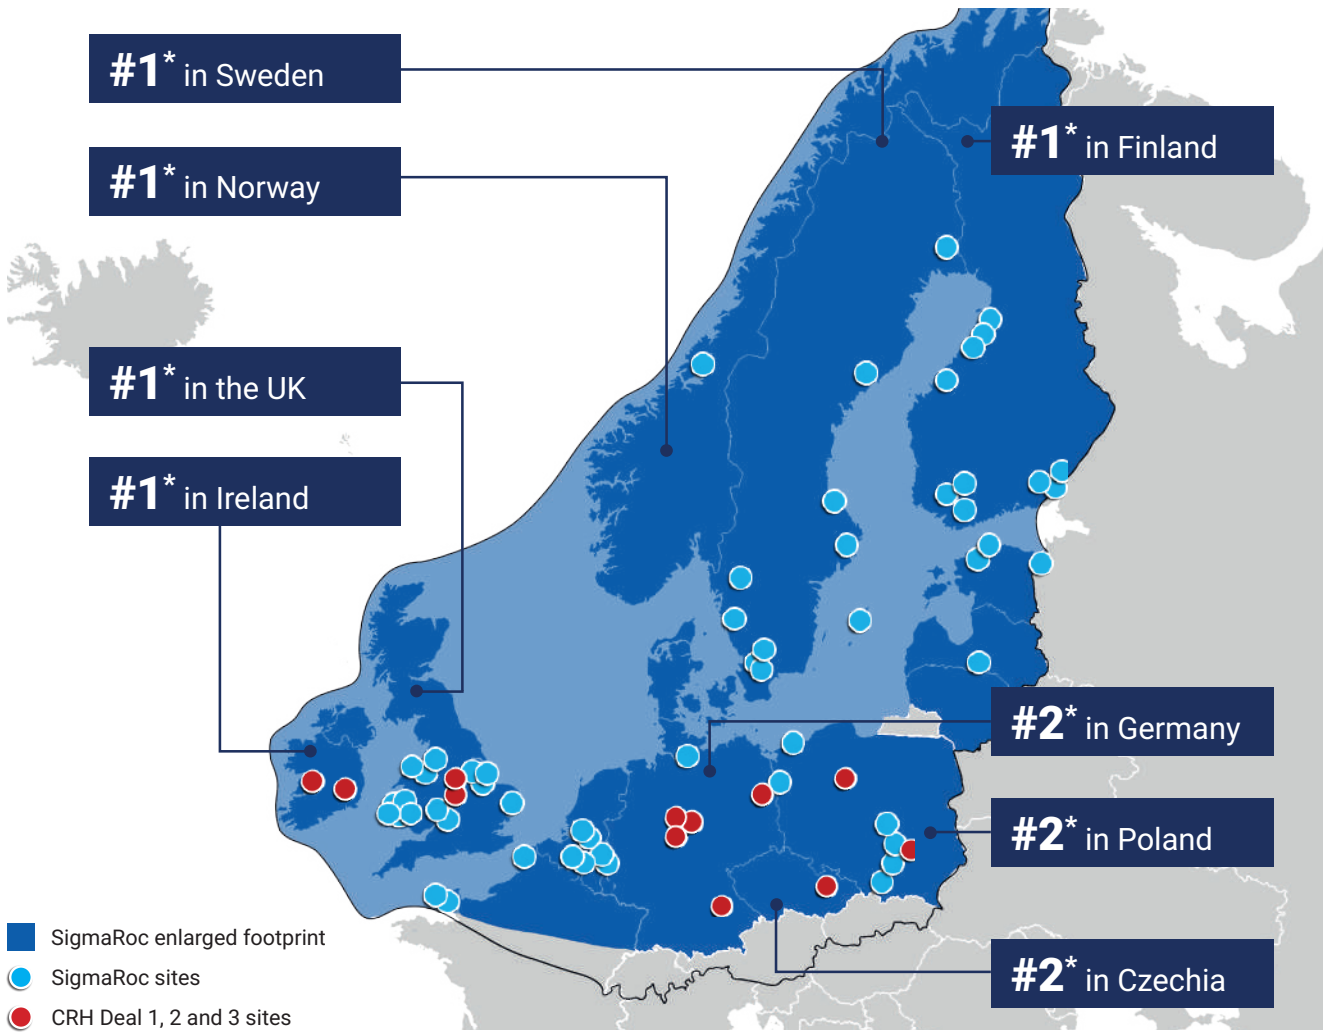 #1* in Sweden
#1* in Finland
#1* in Norway
#1* in the UK
#1* in Ireland
#2* in Germany
#2* in Poland
#2* in Czechia
SigmaRoc enlarged footprint
SigmaRoc sites
CRH Deal 1, 2 and 3 sites